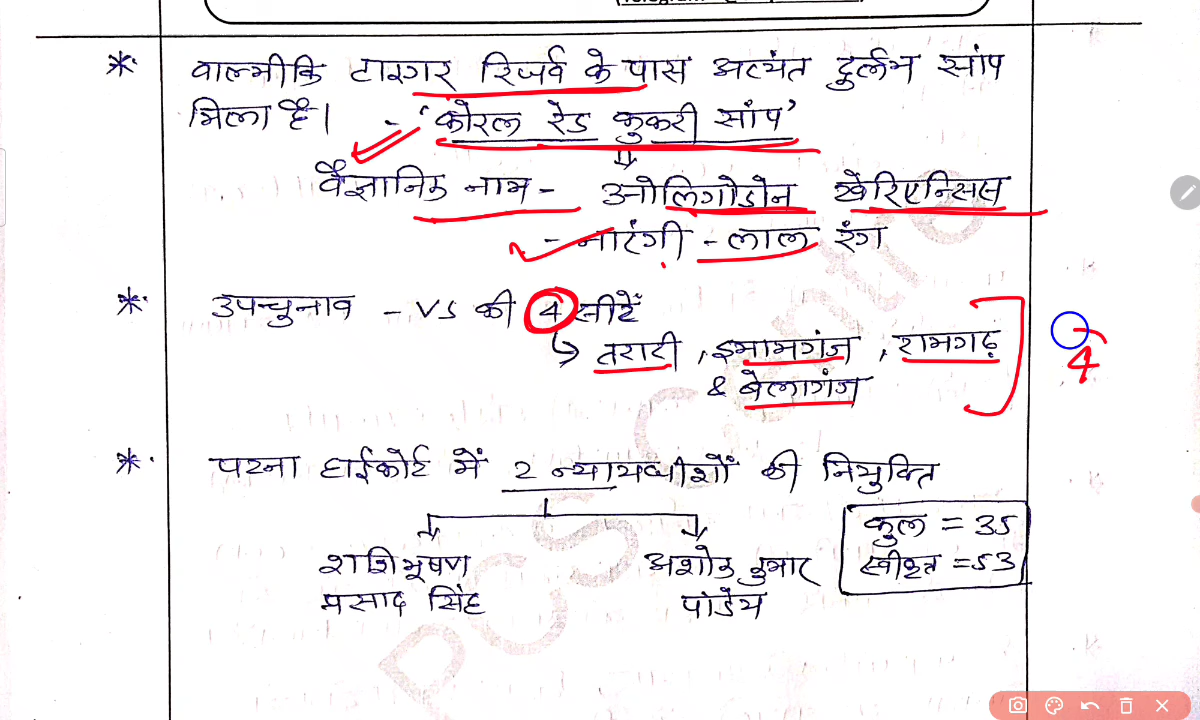 * वाल्मीकि टाइगर रिजर्व के पास अत्यंत दुर्लभ सांप
मिला है। - 'कोरल रेड कुकरी सांप'
वैज्ञानिक नाम - ओलिगोडोन खेरिएन्सिस
- नारंगी - लाल रंग
* उपचुनाव - VS की 4 सीटें
तरारी, इमामगंज, रामगढ़
& बेलागंज
4
* पटना हाईकोर्ट में 2 न्यायधीशों की नियुक्ति
कुल = 35
स्वीकृत = 53
शशिभूषण अशोक कुमार
प्रसाद सिंह पांडेय